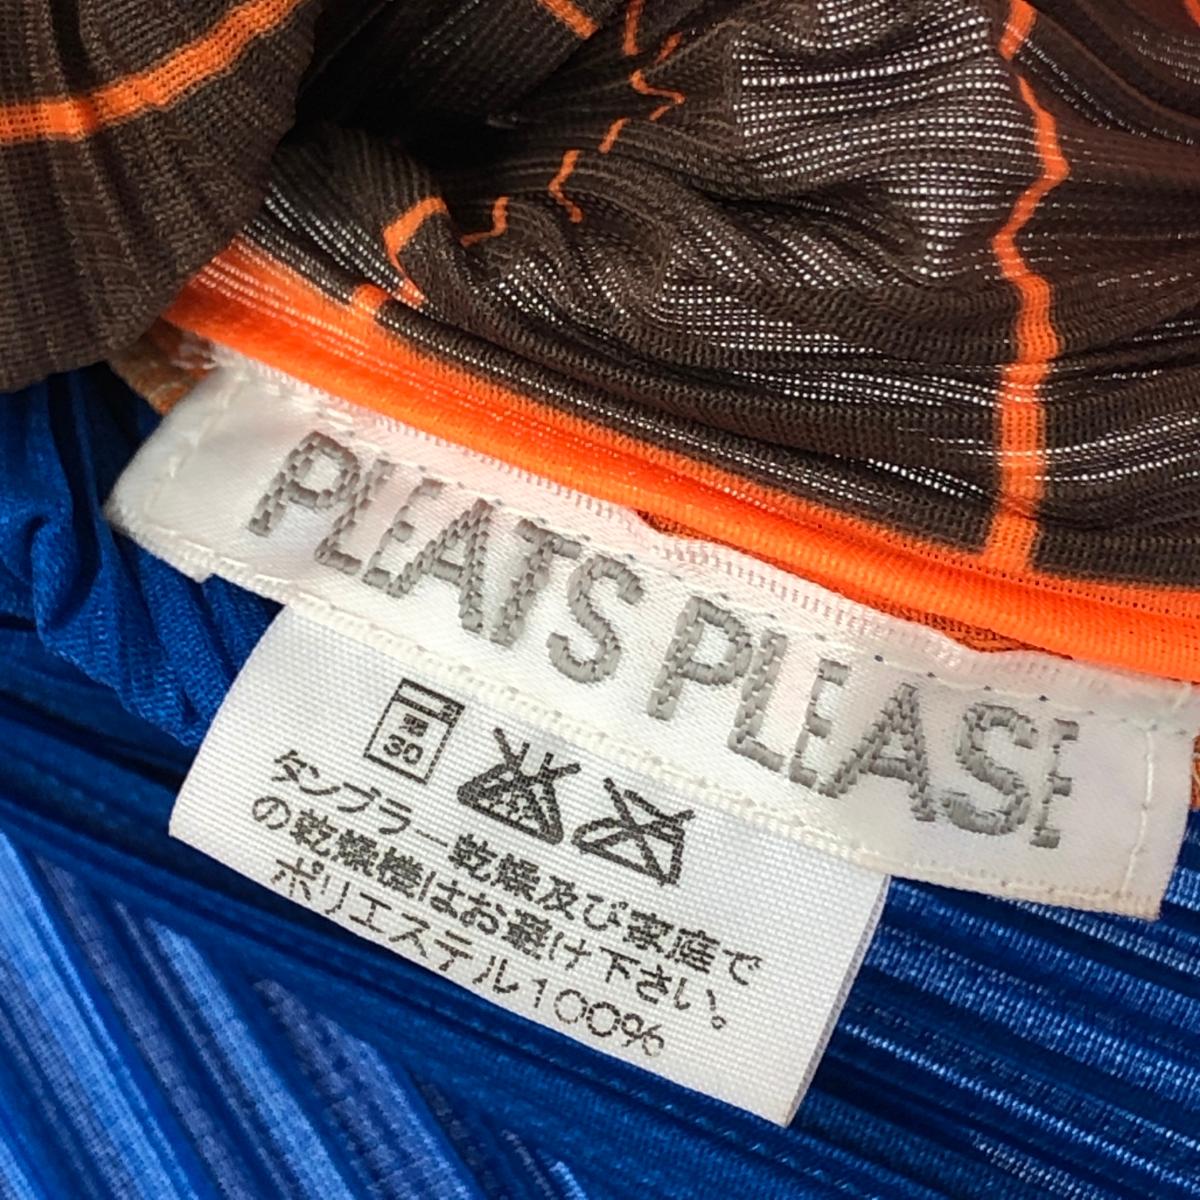 PLEATS PLEASE
30
タンブラー乾燥及び家庭で
の乾燥機はお避け下さい。
ポリエステル100%